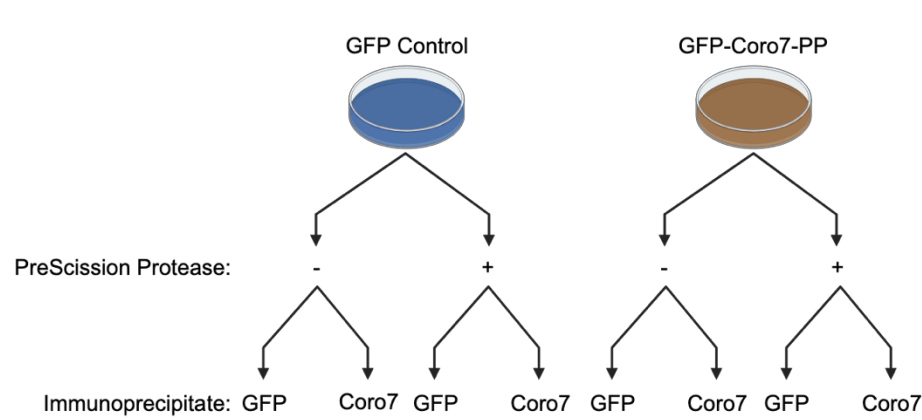 GFP Control GFP-Coro7-PP
PreScission Protease: - + - +
Immunoprecipitate: GFP Coro7 GFP Coro7 GFP Coro7 GFP Coro7